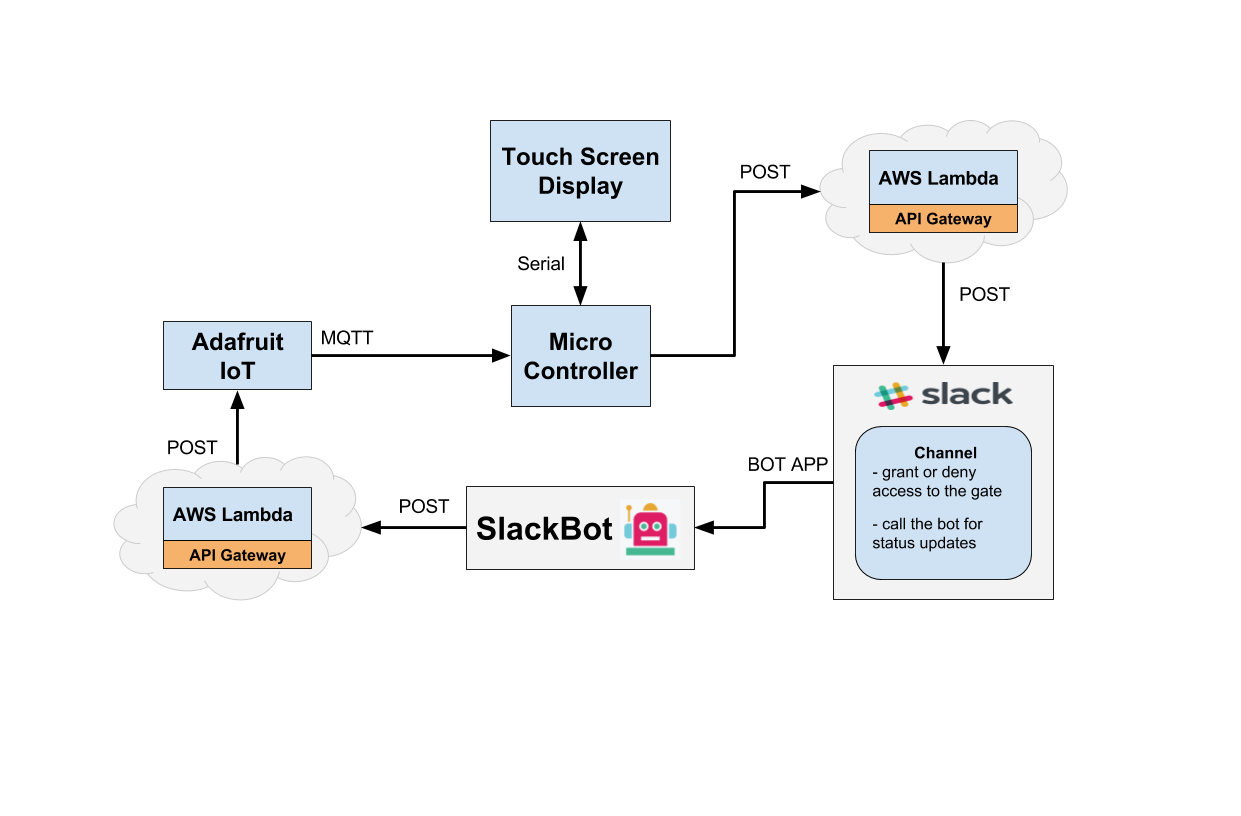 Touch Screen
Display
POST
AWS Lambda
API Gateway
Serial
POST
Adafruit
IoT
MQTT
Micro
Controller
slack
Channel
- grant or deny
access to the gate
- call the bot for
status updates
BOT APP
POST
SlackBot
POST
AWS Lambda
API Gateway